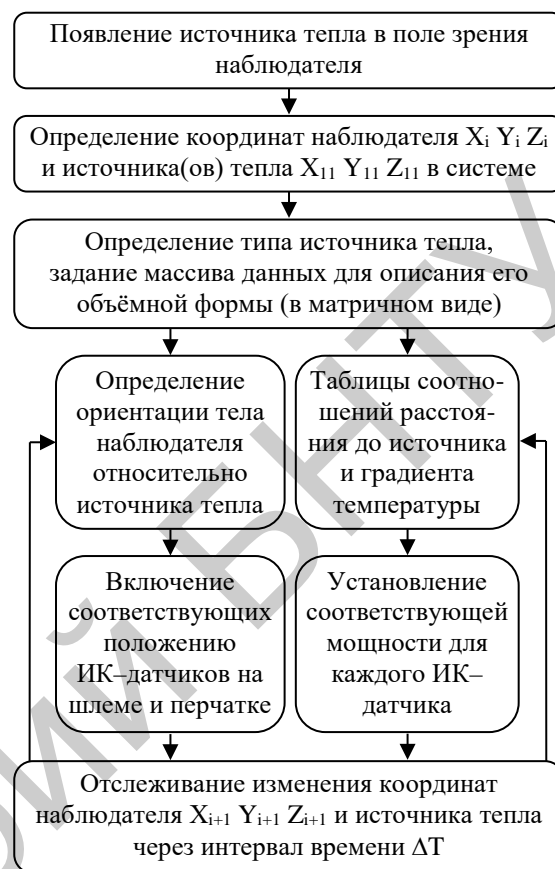 Появление источника тепла в поле зрения
наблюдателя
Определение координат наблюдателя Xᵢ Yᵢ Zᵢ
и источника(ов) тепла X₁₁ Y₁₁ Z₁₁ в системе
Определение типа источника тепла,
задание массива данных для описания его
объёмной формы (в матричном виде)
Определение
ориентации тела
наблюдателя
относительно
источника тепла
Таблицы соотно-
шений расстоя-
ния до источника
и градиента
температуры
Включение
соответствующих
положению
ИК–датчиков на
шлеме и перчатке
Установление
соответствующей
мощности для
каждого ИК–
датчика
Отслеживание изменения координат
наблюдателя Xᵢ₊₁ Yᵢ₊₁ Zᵢ₊₁ и источника тепла
через интервал времени ΔT
рий БНТУ